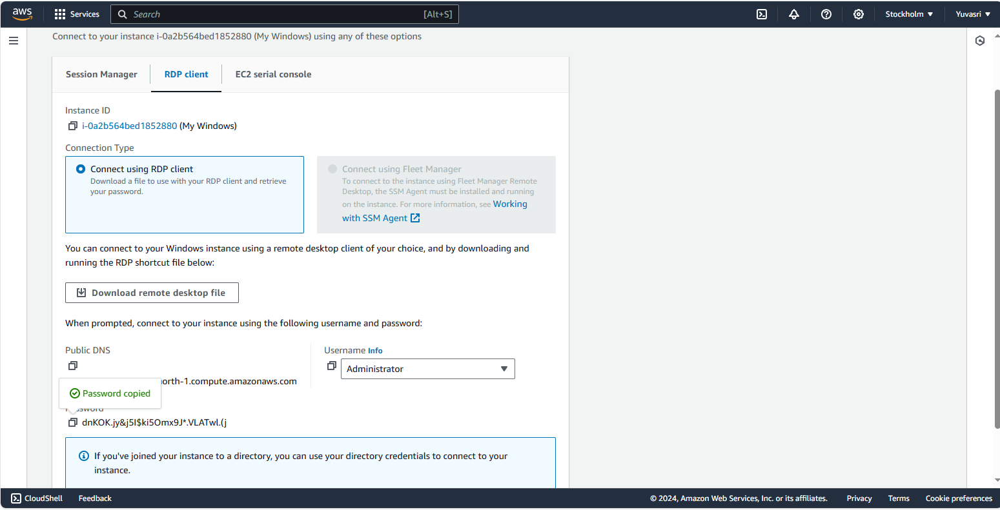 aws
Services
Search
[Alt+S]
Stockholm
Yuvasri
Connect to your instance i-0a2b564bed1852880 (My Windows) using any of these options
Session Manager
RDP client
EC2 serial console
Instance ID
i-0a2b564bed1852880 (My Windows)
Connection Type
Connect using RDP client
Download a file to use with your RDP client and retrieve
your password.
Connect using Fleet Manager
To connect to the instance using Fleet Manager Remote
Desktop, the SSM Agent must be installed and running
on the instance. For more information, see Working
with SSM Agent
You can connect to your Windows instance using a remote desktop client of your choice, and by downloading and
running the RDP shortcut file below:
Download remote desktop file
When prompted, connect to your instance using the following username and password:
Public DNS
north-1.compute.amazonaws.com
Username Info
Administrator
Password copied
Password
dnKOK.jy&j5I$ki5Omx9J*.VLATwl.(j
If you've joined your instance to a directory, you can use your directory credentials to connect to your
instance.
CloudShell
Feedback
© 2024, Amazon Web Services, Inc. or its affiliates.
Privacy
Terms
Cookie preferences